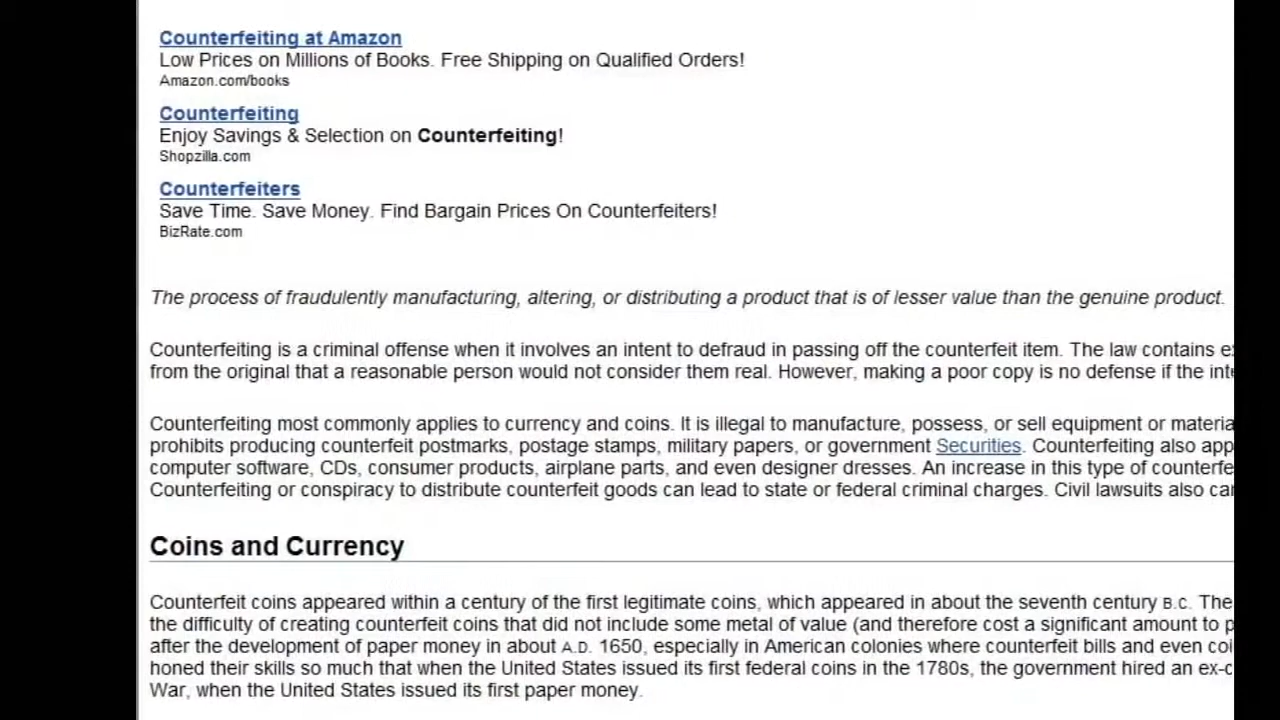 Counterfeiting at Amazon
Low Prices on Millions of Books. Free Shipping on Qualified Orders!
Amazon.com/books
Counterfeiting
Enjoy Savings & Selection on Counterfeiting!
Shopzilla.com
Counterfeiters
Save Time. Save Money. Find Bargain Prices On Counterfeiters!
BizRate.com
The process of fraudulently manufacturing, altering, or distributing a product that is of lesser value than the genuine product.
Counterfeiting is a criminal offense when it involves an intent to defraud in passing off the counterfeit item. The law contains
from the original that a reasonable person would not consider them real. However, making a poor copy is no defense if the
Counterfeiting most commonly applies to currency and coins. It is illegal to manufacture, possess, or sell equipment or
prohibits producing counterfeit postmarks, postage stamps, military papers, or government Securities. Counterfeiting also
computer software, CDs, consumer products, airplane parts, and even designer dresses. An increase in this type of
Counterfeiting or conspiracy to distribute counterfeit goods can lead to state or federal criminal charges. Civil lawsuits also
Coins and Currency
Counterfeit coins appeared within a century of the first legitimate coins, which appeared in about the seventh century B.C. The
the difficulty of creating counterfeit coins that did not include some metal of value (and therefore cost a significant amount to
after the development of paper money in about A.D. 1650, especially in American colonies where counterfeit bills and even
honed their skills so much that when the United States issued its first federal coins in the 1780s, the government hired an
War, when the United States issued its first paper money.